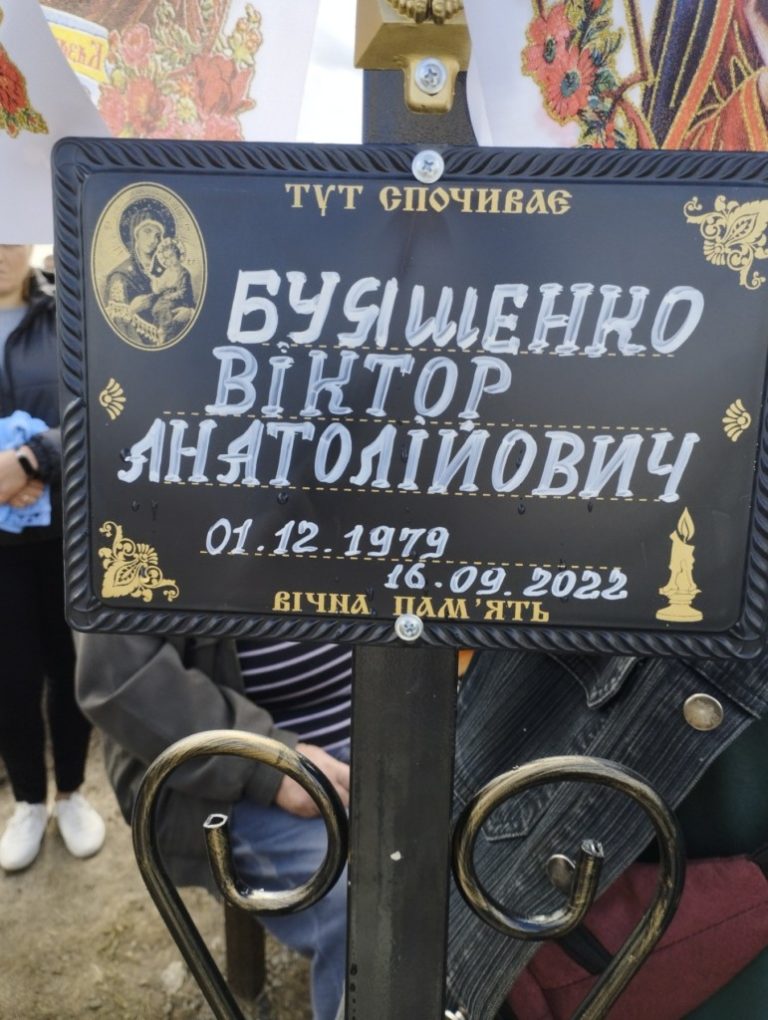 ТУТ СПОЧИВАЄ
БУЯШЕНКО
ВІКТОР
АНАТОЛІЙОВИЧ
01.12.1979
16.09.2022
ВІЧНА ПАМ'ЯТЬ